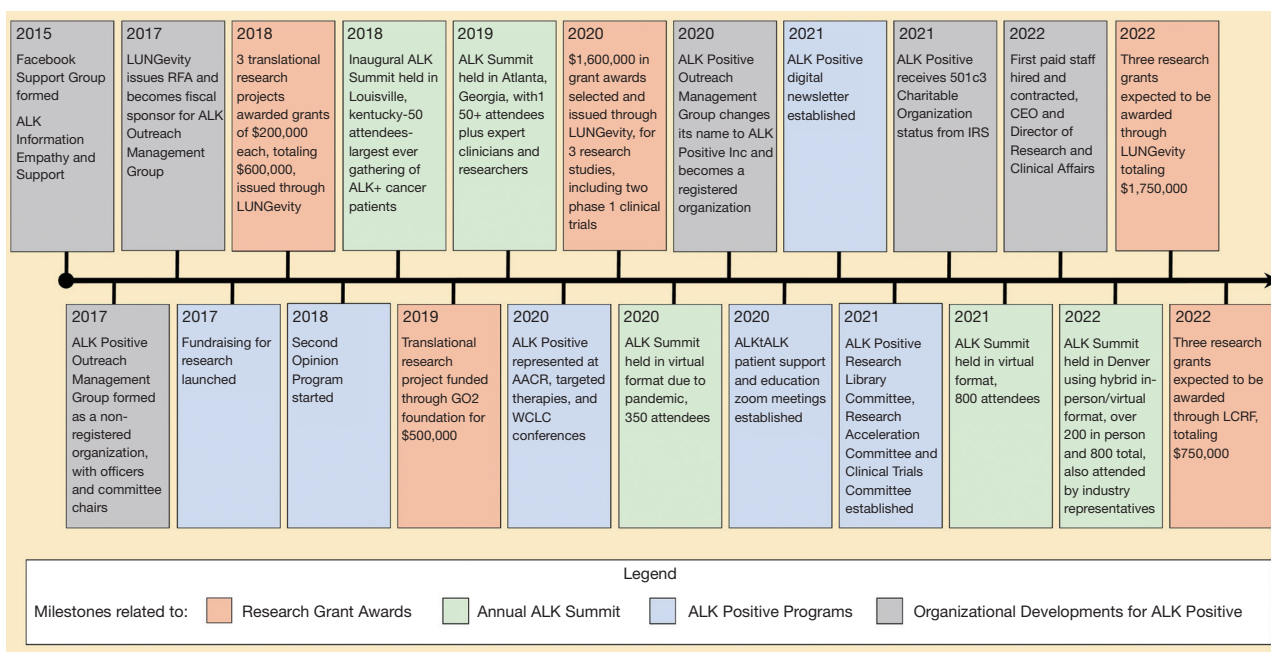 2015
Facebook
Support Group
formed
ALK
Information
Empathy and
Support
2017
LUNGevity
issues RFA and
becomes fiscal
sponsor for ALK
Outreach
Management
Group
2018
3 translational
research
projects
awarded grants
of $200,000
each, totaling
$600,000,
issued through
LUNGevity
2018
Inaugural ALK
Summit held in
Louisville,
kentucky-50
attendees-
largest ever
gathering of
ALK+ cancer
patients
2019
ALK Summit
held in Atlanta,
Georgia, with1
50+ attendees
plus expert
clinicians and
researchers
2020
$1,600,000 in
grant awards
selected and
issued through
LUNGevity, for
3 research
studies,
including two
phase 1 clinical
trials
2020
ALK Positive
Outreach
Management
Group changes
its name to ALK
Positive Inc and
becomes a
registered
organization
2021
ALK Positive
digital
newsletter
established
2021
ALK Positive
receives 501c3
Charitable
Organization
status from IRS
2022
First paid staff
hired and
contracted,
CEO and
Director of
Research and
Clinical Affairs
2022
Three research
grants
expected to be
awarded
through
LUNGevity
totaling
$1,750,000
2017
ALK Positive
Outreach
Management
Group formed
as a non-
registered
organization,
with officers
and committee
chairs
2017
Fundraising for
research
launched
2018
Second
Opinion
Program
started
2019
Translational
research
project funded
through GO2
foundation for
$500,000
2020
ALK Positive
represented at
AACR, targeted
therapies, and
WCLC
conferences
2020
ALK Summit
held in virtual
format due to
pandemic,
350 attendees
2020
ALKtALK
patient support
and education
zoom meetings
established
2021
ALK Positive
Research
Library
Committee,
Research
Acceleration
Committee and
Clinical Trials
Committee
established
2021
ALK Summit
held in virtual
format,
800 attendees
2022
ALK Summit
held in Denver
using hybrid in-
person/virtual
format, over
200 in person
and 800 total,
also attended
by industry
representatives
2022
Three research
grants
expected to be
awarded
through LCRF,
totaling
$750,000
Legend
Milestones related to: Research Grant Awards Annual ALK Summit ALK Positive Programs Organizational Developments for ALK Positive